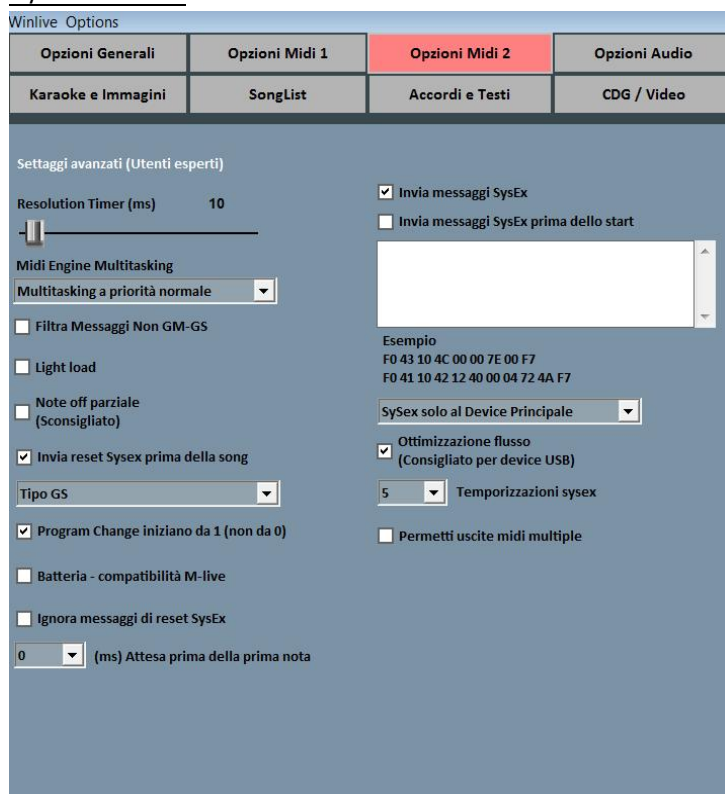 Winlive Options
Opzioni Generali
Opzioni Midi 1
Opzioni Midi 2
Opzioni Audio
Karaoke e Immagini
SongList
Accordi e Testi
CDG / Video
Settaggi avanzati (Utenti esperti)
Resolution Timer (ms) 10
Midi Engine Multitasking
Multitasking a priorità normale
Filtra Messaggi Non GM-GS
Light load
Note off parziale
(Sconsigliato)
Invia reset Sysex prima della song
Tipo GS
Program Change iniziano da 1 (non da 0)
Batteria - compatibilità M-live
Ignora messaggi di reset SysEx
0 (ms) Attesa prima della prima nota
Invia messaggi SysEx
Invia messaggi SysEx prima dello start
Esempio
F0 43 10 4C 00 00 7E 00 F7
F0 41 10 42 12 40 00 04 72 4A F7
SySex solo al Device Principale
Ottimizzazione flusso
(Consigliato per device USB)
5 Temporizzazioni sysex
Permetti uscite midi multiple